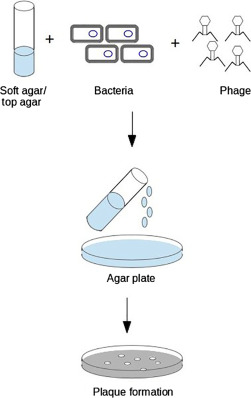 +
+
Soft agar/
top agar
Bacteria
Phage
Agar plate
Plaque formation